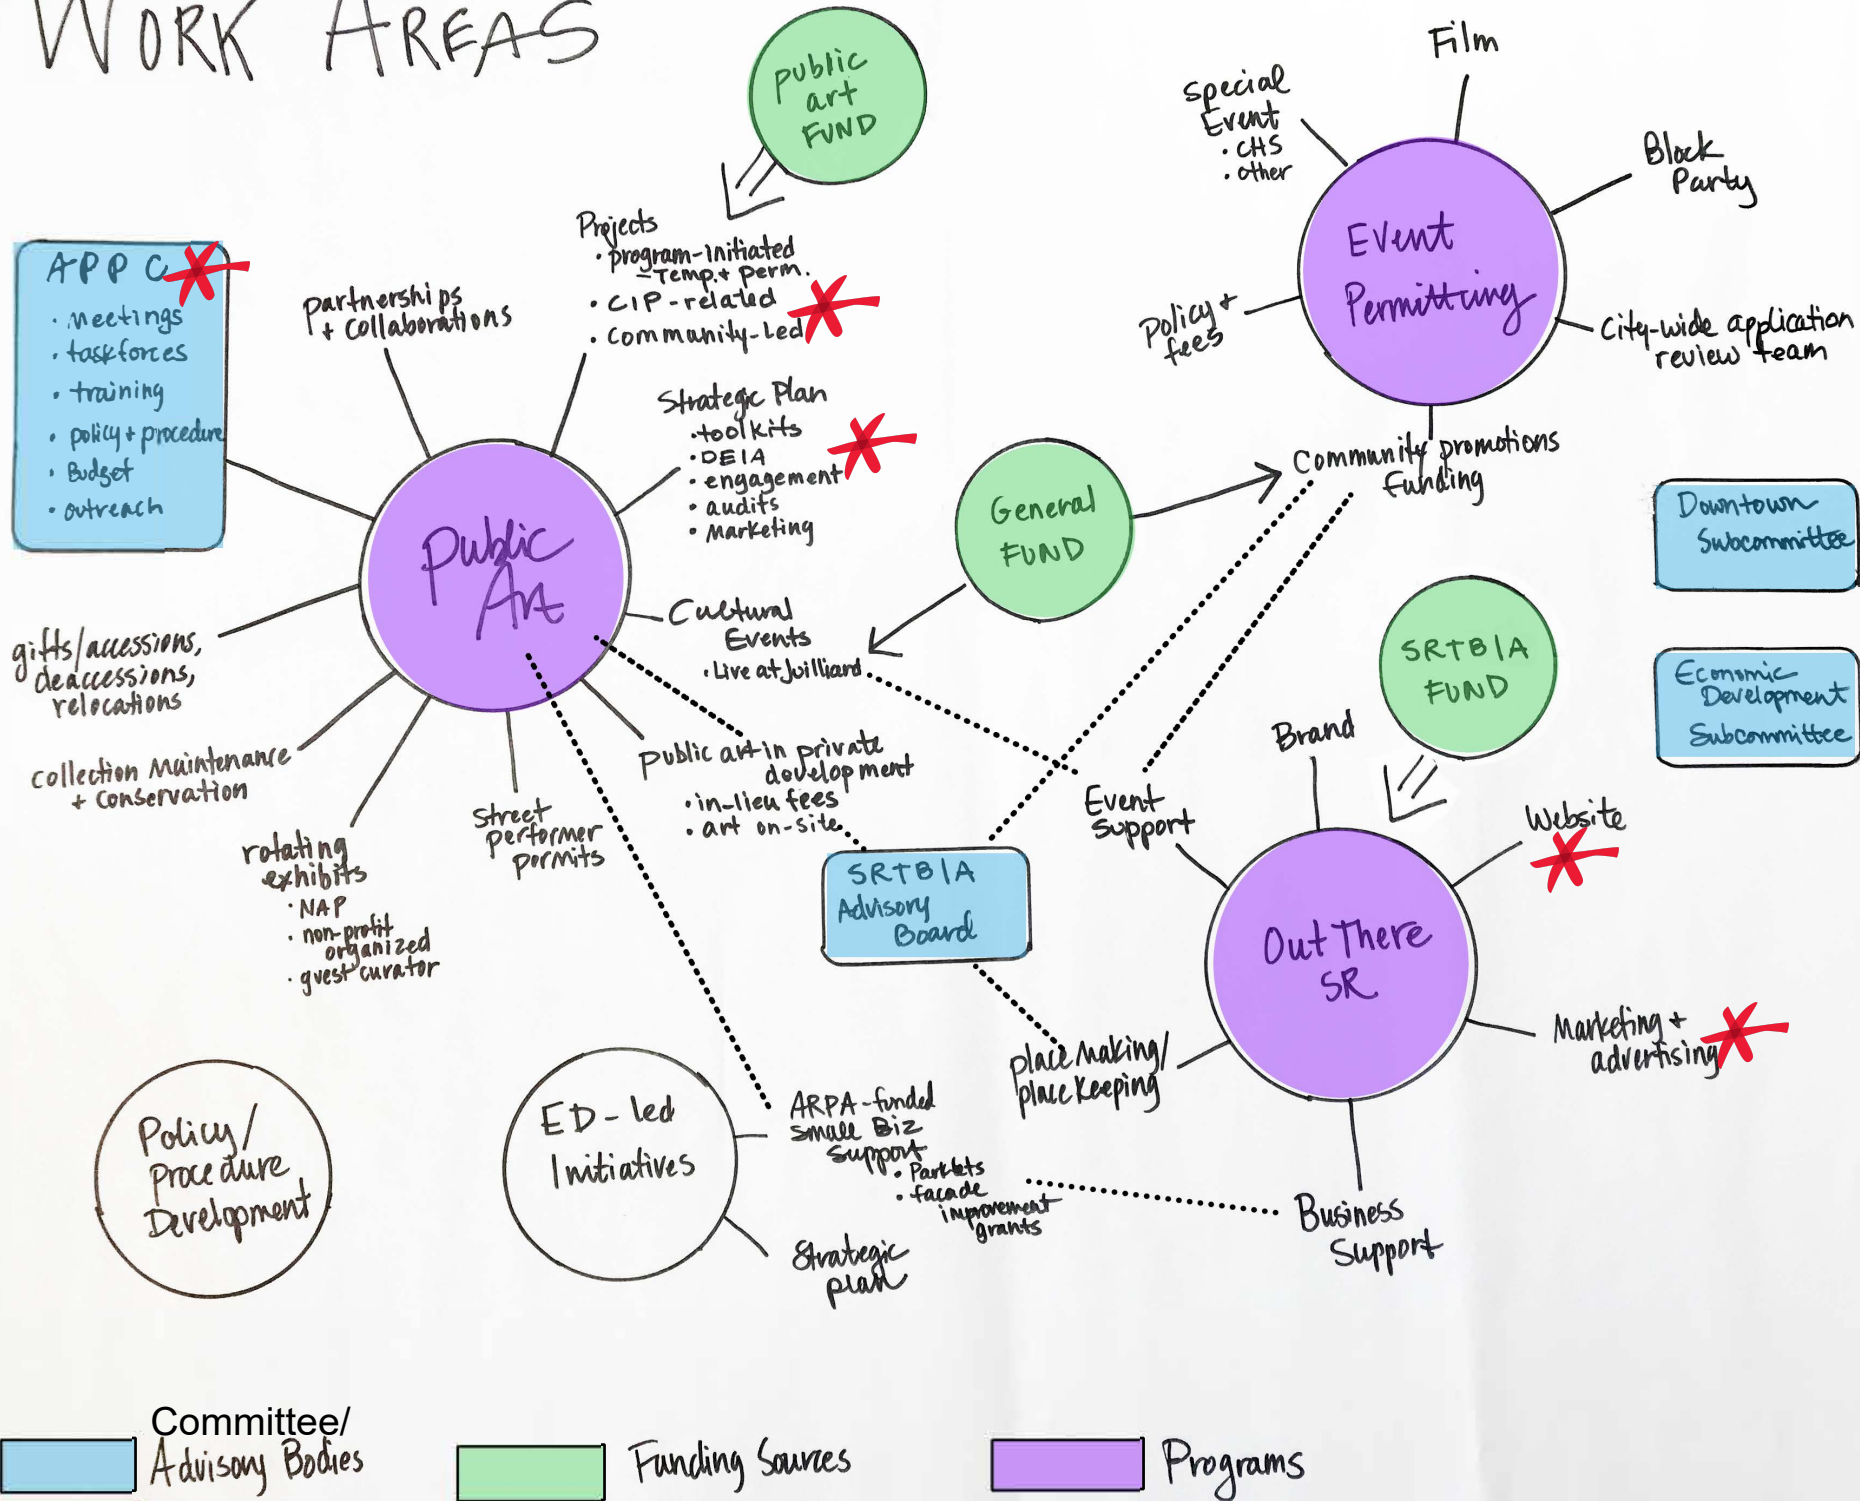 WORK AREAS
Public
art
FUND
Projects
• program-initiated
- Temp. + perm.
• CIP-related
• Community-Led
APPC
• Meetings
• taskforces
• training
• policy + procedure
• Budget
• outreach
partnerships
+ collaborations
Strategic Plan
• toolkits
• DEIA
• engagement
• audits
• Marketing
Public
Art
Cultural
Events
• Live at Juilliard
gifts/accessions,
deaccessions,
relocations
collection Maintenance
+ conservation
rotating
exhibits
• NAP
• non-profit
organized
• guest curator
Street
performer
permits
Public art in private
development
• in-lieu fees
• art on-site
Film
Special
Event
• CHS
• other
Block
Party
Event
Permitting
Policy +
fees
City-wide application
review team
Community promotions
Funding
General
FUND
Downtown
Subcommittee
Economic
Development
Subcommittee
SRTBIA
FUND
Brand
Website
Event
Support
SRTBIA
Advisory
Board
Out There
SR
Marketing +
advertising
place making/
place keeping
Business
Support
Policy/
Procedure
Development
ED-led
Initiatives
ARPA-funded
Small Biz
Support
• Parklets
• facade
improvement
grants
Strategic
plan
Committee/
Advisory Bodies
Funding Sources
Programs